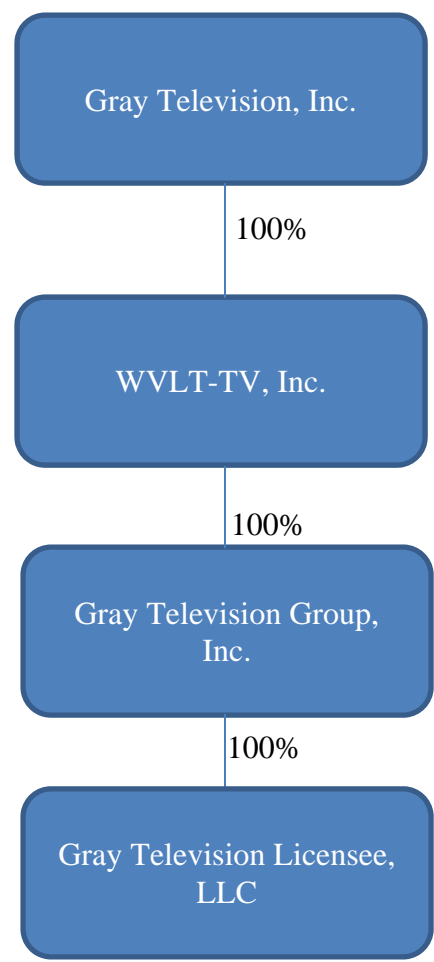 Gray Television, Inc.
100%
WVLT-TV, Inc.
100%
Gray Television Group,
Inc.
100%
Gray Television Licensee,
LLC